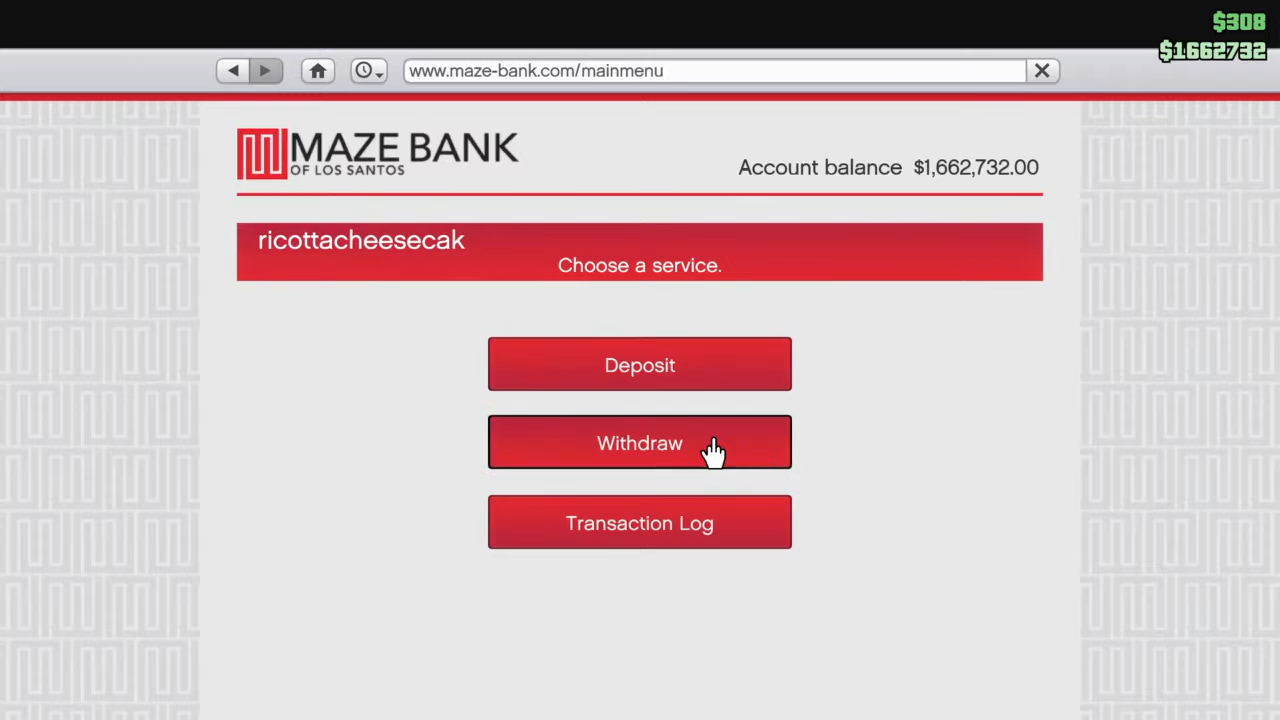 $308
$1662732
www.maze-bank.com/mainmenu
MAZE BANK
OF LOS SANTOS
Account balance $1,662,732.00
ricottacheesecak
Choose a service.
Deposit
Withdraw
Transaction Log